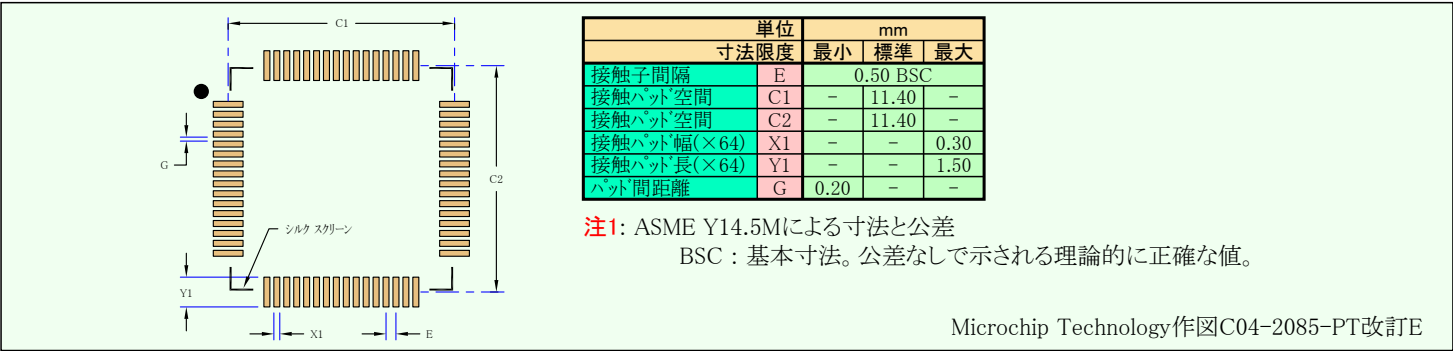 C1
G
C2
シルク スクリーン
Y1
X1
E
単位 mm
寸法限度 最小 標準 最大
接触子間隔 E 0.50 BSC
接触パッド空間 C1 - 11.40 -
接触パッド空間 C2 - 11.40 -
接触パッド幅(×64) X1 - - 0.30
接触パッド長(×64) Y1 - - 1.50
パッド間距離 G 0.20 - -
注1: ASME Y14.5Mによる寸法と公差
BSC : 基本寸法。公差なしで示される理論的に正確な値。
Microchip Technology作図C04-2085-PT改訂E